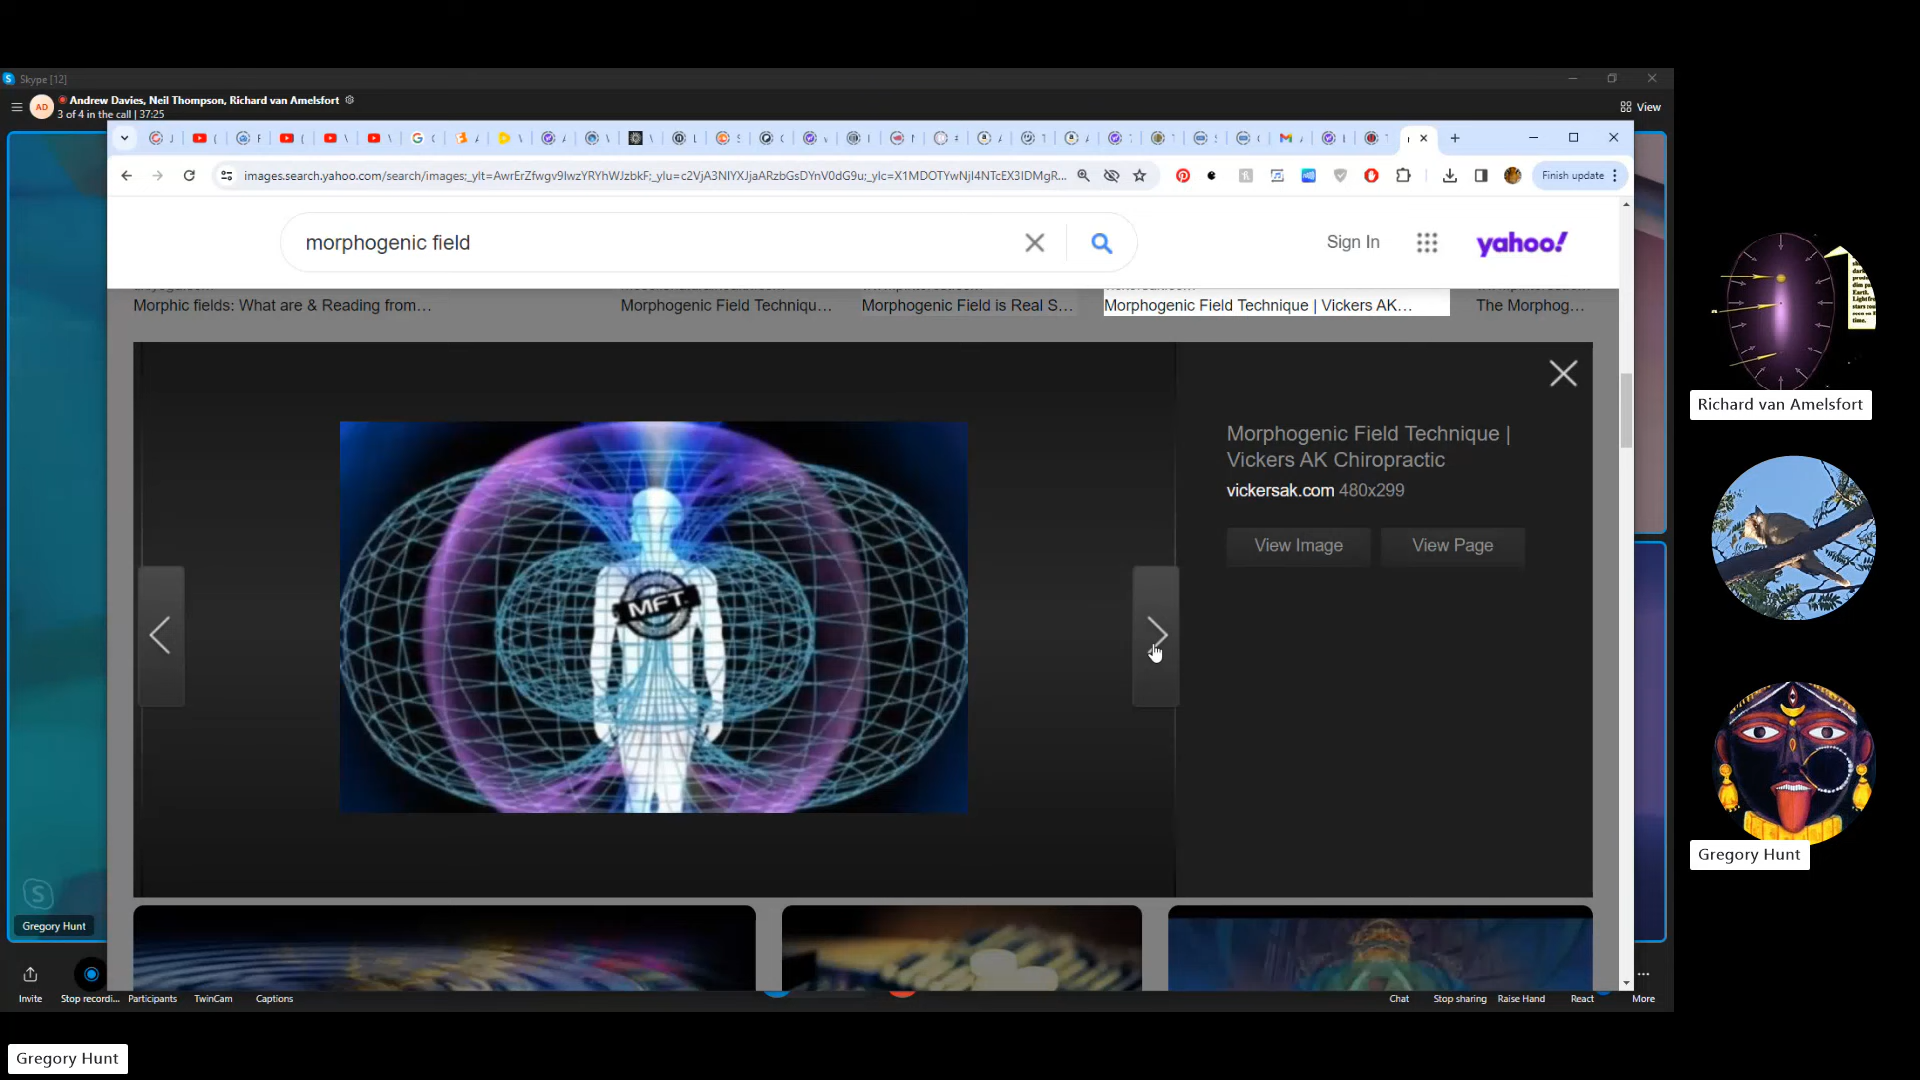 Skype [12]
AD
Andrew Davies, Neil Thompson, Richard van Amelsfort
3 of 4 in the call | 37:25
View
images.search.yahoo.com/search/images;_ylt=AwrErZfwgv9lwzYRYhWJzbkF;_ylu=c2VjA3NlYXJjaARzbGsDYnV0dG9u;_ylc=X1MDOTYwNjI4NTcEX3IDMgR...
Finish update
morphogenic field
Sign In
yahoo!
Morphic fields: What are & Reading from…
Morphogenic Field Techniqu…
Morphogenic Field is Real S…
Morphogenic Field Technique | Vickers AK…
The Morphog…
Morphogenic Field Technique |
Vickers AK Chiropractic
vickersak.com 480x299
View Image
View Page
MFT
Richard van Amelsfort
Gregory Hunt
Gregory Hunt
Invite
Stop recordi...
Participants
TwinCam
Captions
Chat
Stop sharing
Raise Hand
React
More
Gregory Hunt